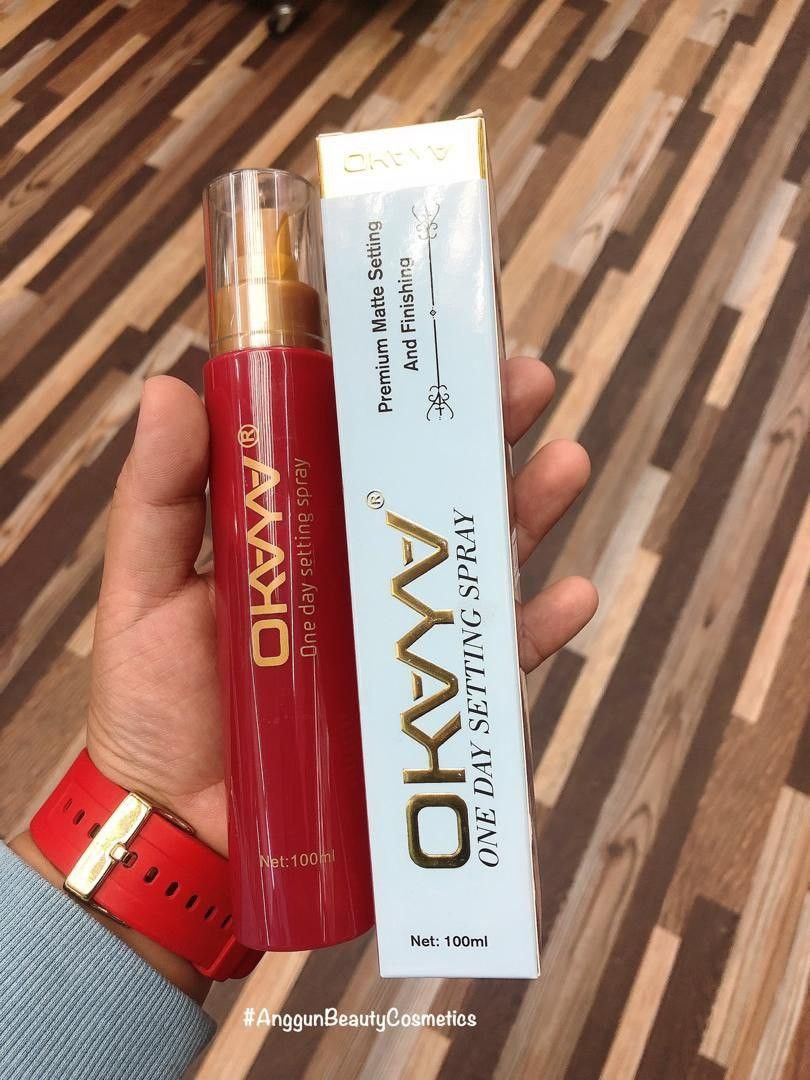 OKAYA
Premium Matte Setting
And Finishing
OKAYA®
ONE DAY SETTING SPRAY
Net: 100ml
OKAYA®
One day setting spray
Net:100ml
#AnggunBeautyCosmetics